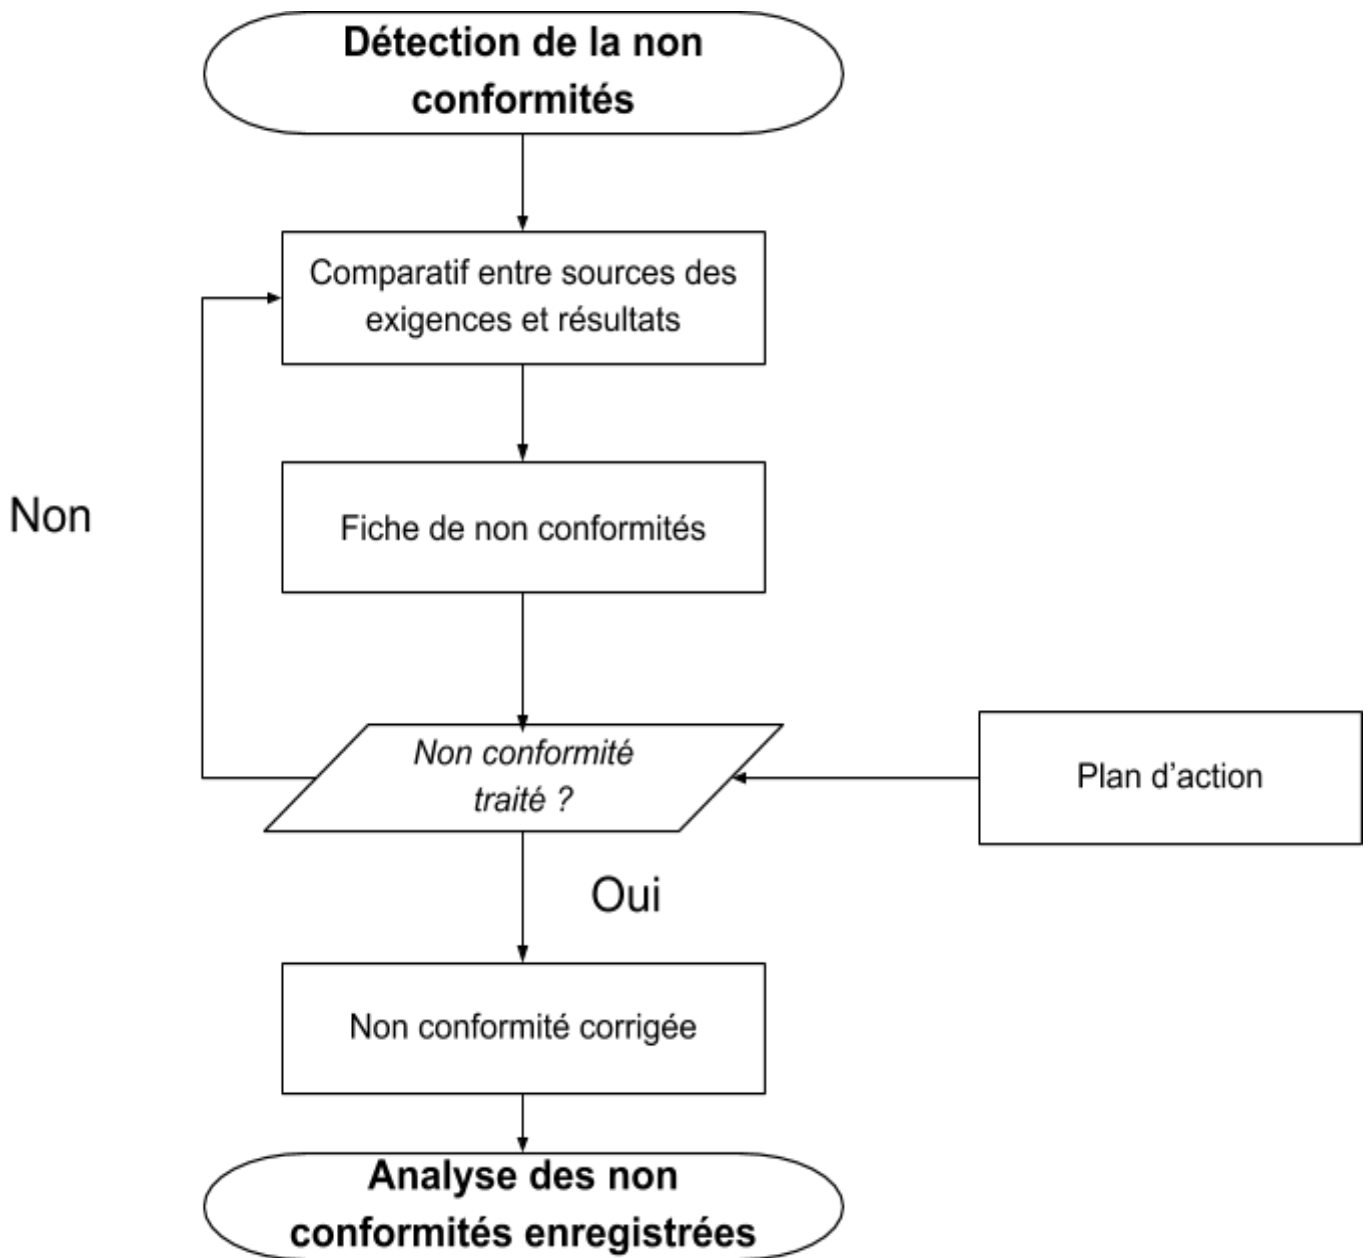 Détection de la non
conformités
Comparatif entre sources des
exigences et résultats
Non
Fiche de non conformités
Non conformité
traité ?
Plan d’action
Oui
Non conformité corrigée
Analyse des non
conformités enregistrées